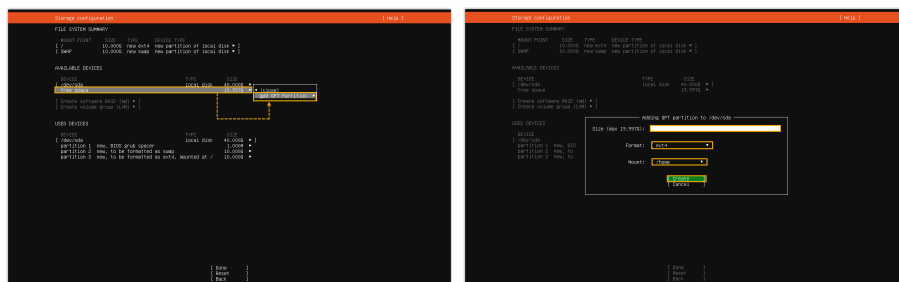 Storage configuration [ Help ]
FILE SYSTEM SUMMARY
MOUNT POINT SIZE TYPE DEVICE TYPE
[ / 10.000G new ext4 new partition of local disk ▸ ]
[ SWAP 10.000G new swap new partition of local disk ▸ ]
AVAILABLE DEVICES
DEVICE TYPE SIZE
[ /dev/sda local disk 40.000G ▸ ]
free space 19.997G ▸
◂ (close)
Add GPT Partition ▸
[ Create software RAID (md) ▸ ]
[ Create volume group (LVM) ▸ ]
USED DEVICES
DEVICE TYPE SIZE
[ /dev/sda local disk 40.000G ▸ ]
partition 1 new, BIOS grub spacer 1.000M ▸
partition 2 new, to be formatted as swap 10.000G ▸
partition 3 new, to be formatted as ext4, mounted at / 10.000G ▸
[ Done ]
[ Reset ]
[ Back ]
Storage configuration [ Help ]
FILE SYSTEM SUMMARY
MOUNT POINT SIZE TYPE DEVICE TYPE
[ / 10.000G new ext4 new partition of local disk ▸ ]
[ SWAP 10.000G new swap new partition of local disk ▸ ]
AVAILABLE DEVICES
DEVICE TYPE SIZE
[ /dev/sda local disk 40.000G ▸ ]
free space 19.997G ▸
[ Create software RAID (md) ▸ ]
[ Create volume group (LVM) ▸ ]
USED DEVICES
DEVICE
[ /dev/sda
partition 1 new, BIO
partition 2 new, to
partition 3 new, to
Adding GPT partition to /dev/sda
Size (max 19.997G):
Format: ext4 ▾
Mount: /home ▾
[ Create ]
[ Cancel ]
[ Done ]
[ Reset ]
[ Back ]